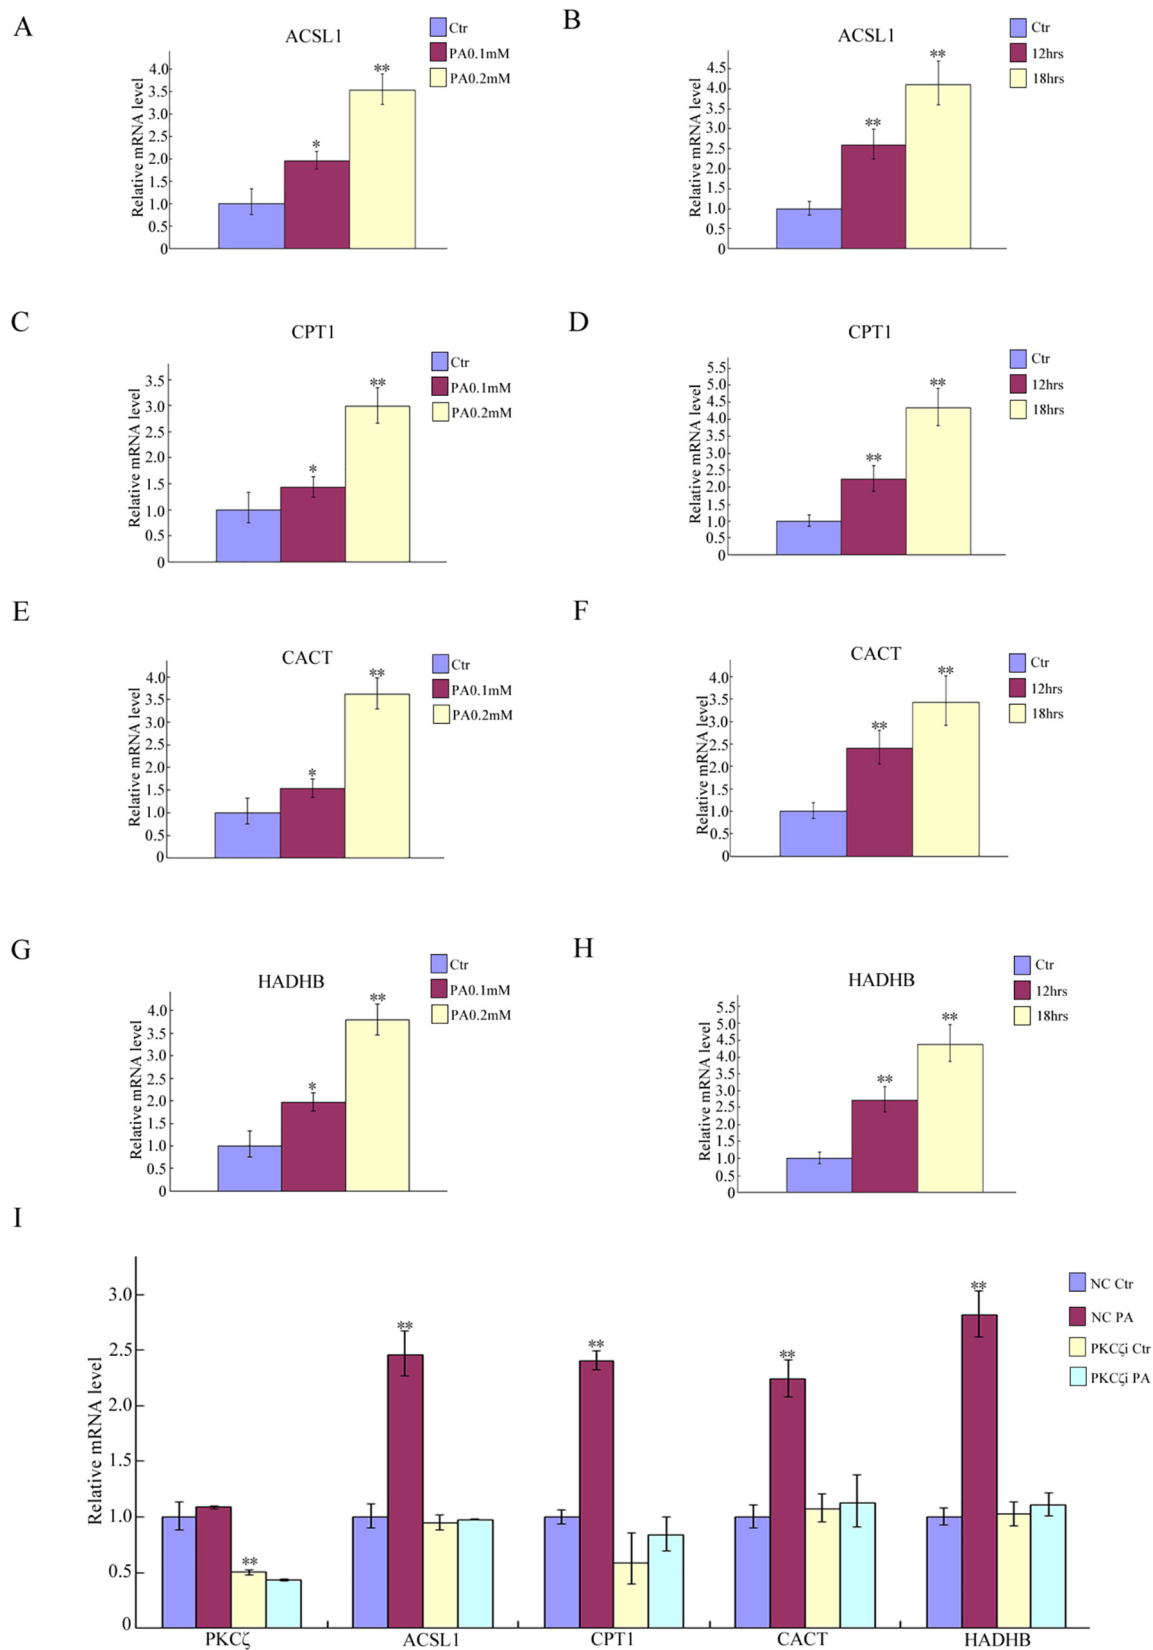 A
ACSL1
Ctr
PA0.1mM
PA0.2mM
Relative mRNA level
4.0
3.5
3.0
2.5
2.0
1.5
1.0
0.5
0
*
**
B
ACSL1
Ctr
12hrs
18hrs
Relative mRNA level
4.5
4.0
3.5
3.0
2.5
2.0
1.5
1.0
0.5
0
**
**
C
CPT1
Ctr
PA0.1mM
PA0.2mM
Relative mRNA level
3.5
3.0
2.5
2.0
1.5
1.0
0.5
0
*
**
D
CPT1
Ctr
12hrs
18hrs
Relative mRNA level
5.5
5.0
4.5
4.0
3.5
3.0
2.5
2.0
1.5
1.0
0.5
0
**
**
E
CACT
Ctr
PA0.1mM
PA0.2mM
Relative mRNA level
4.0
3.5
3.0
2.5
2.0
1.5
1.0
0.5
0
*
**
F
CACT
Ctr
12hrs
18hrs
Relative mRNA level
4.0
3.5
3.0
2.5
2.0
1.5
1.0
0.5
0
**
**
G
HADHB
Ctr
PA0.1mM
PA0.2mM
Relative mRNA level
4.0
3.5
3.0
2.5
2.0
1.5
1.0
0.5
0
*
**
H
HADHB
Ctr
12hrs
18hrs
Relative mRNA level
5.5
5.0
4.5
4.0
3.5
3.0
2.5
2.0
1.5
1.0
0.5
0
**
**
I
NC Ctr
NC PA
PKCζi Ctr
PKCζi PA
Relative mRNA level
3.0
2.5
2.0
1.5
1.0
0.5
0
**
**
**
**
**
PKCζ ACSL1 CPT1 CACT HADHB